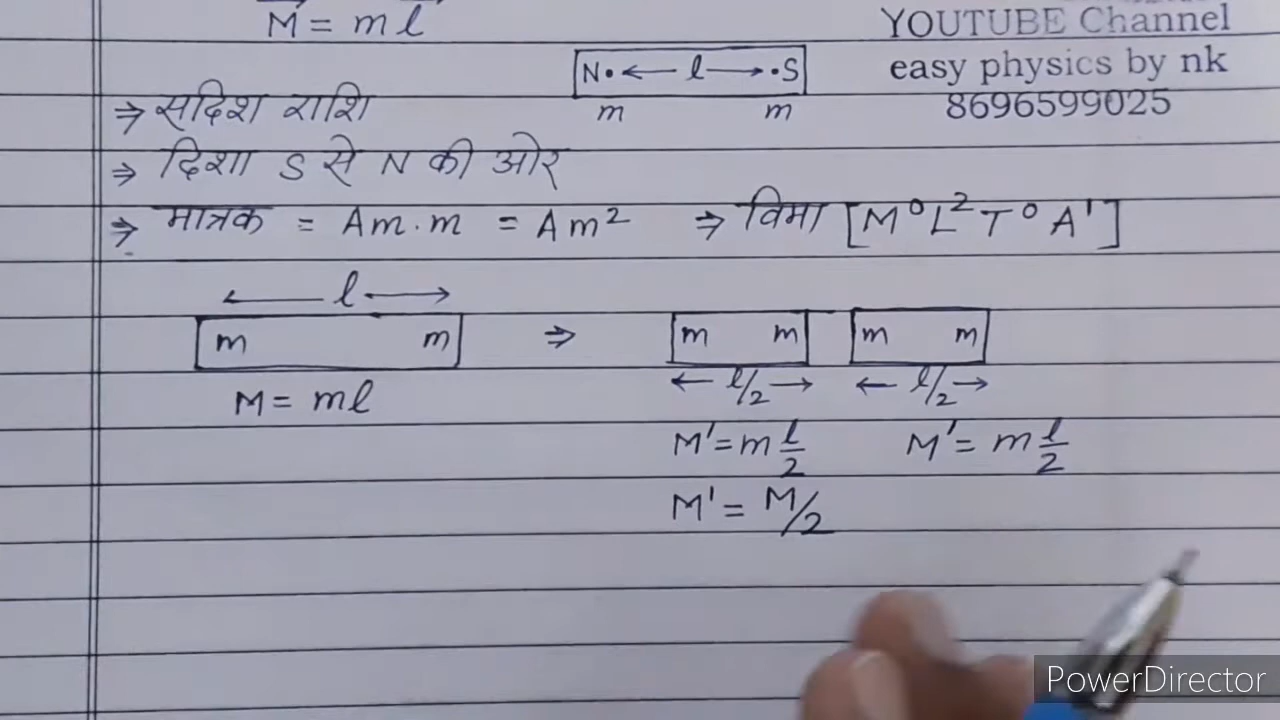 M = m l
YOUTUBE Channel
easy physics by nk
8696599025
N• ← l → •S
m m
⇒ सदिश राशि
⇒ दिशा S से N की ओर
⇒ मात्रक = Am.m = Am² ⇒ विमा [M⁰L²T⁰A¹]
← l →
m m ⇒ m m m m
← l/2 → ← l/2 →
M = ml
M' = m l/2 M' = m l/2
M' = M/2
PowerDirector